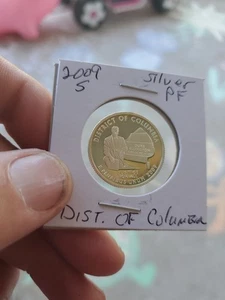 2009 Silver
S PF
DISTRICT OF COLUMBIA
DIST. OF Columbia